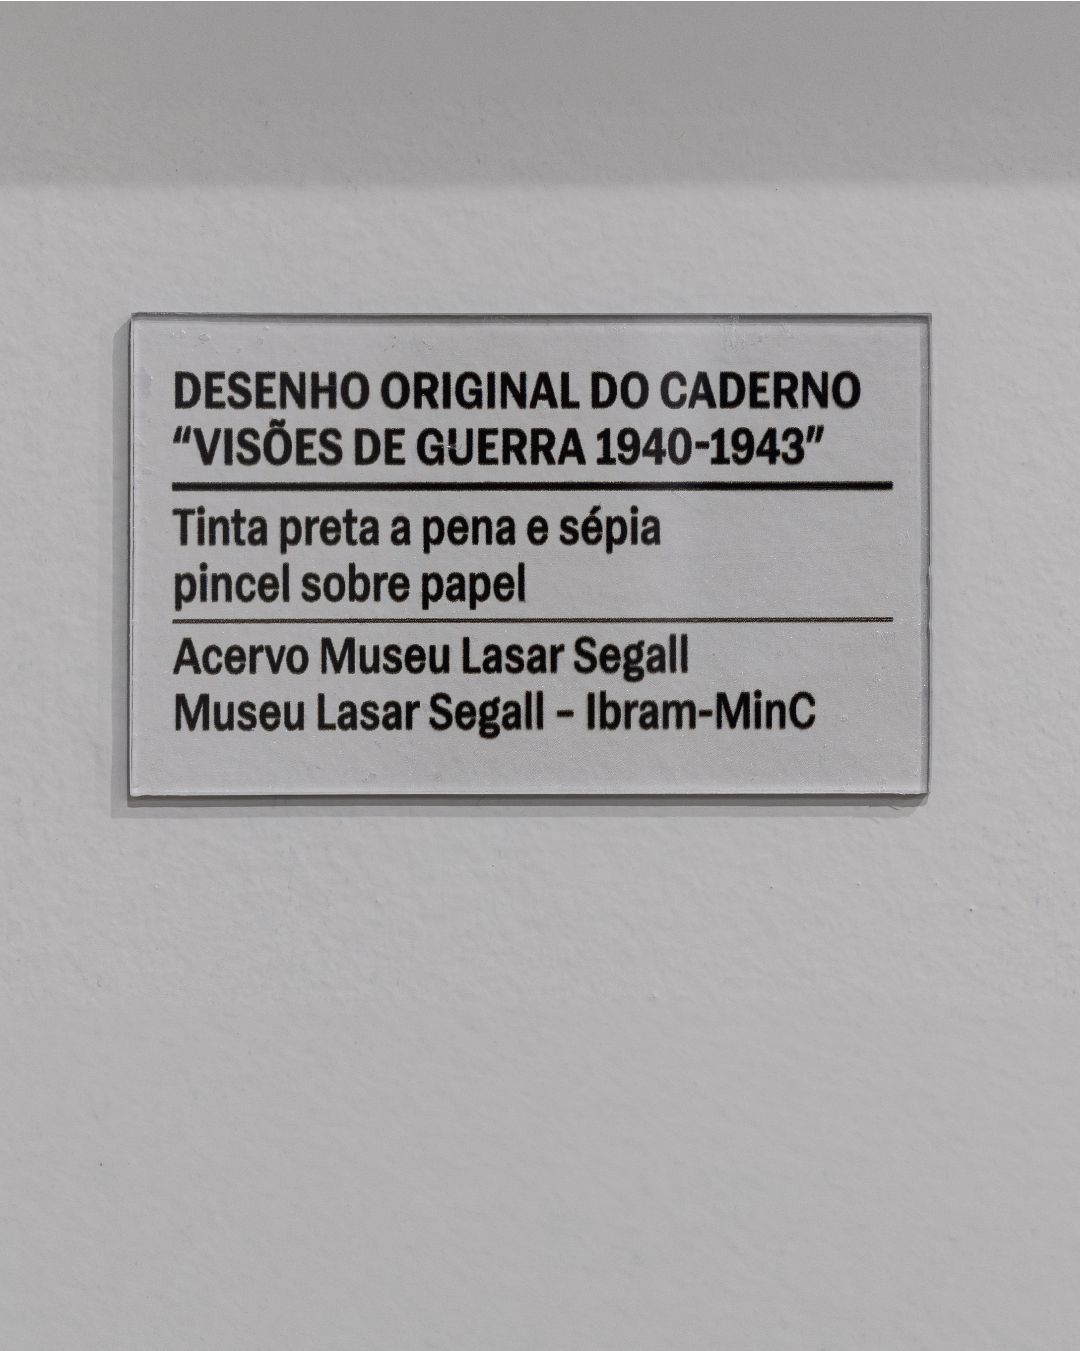 DESENHO ORIGINAL DO CADERNO
“VISÕES DE GUERRA 1940-1943”
Tinta preta a pena e sépia
pincel sobre papel
Acervo Museu Lasar Segall
Museu Lasar Segall – Ibram-MinC